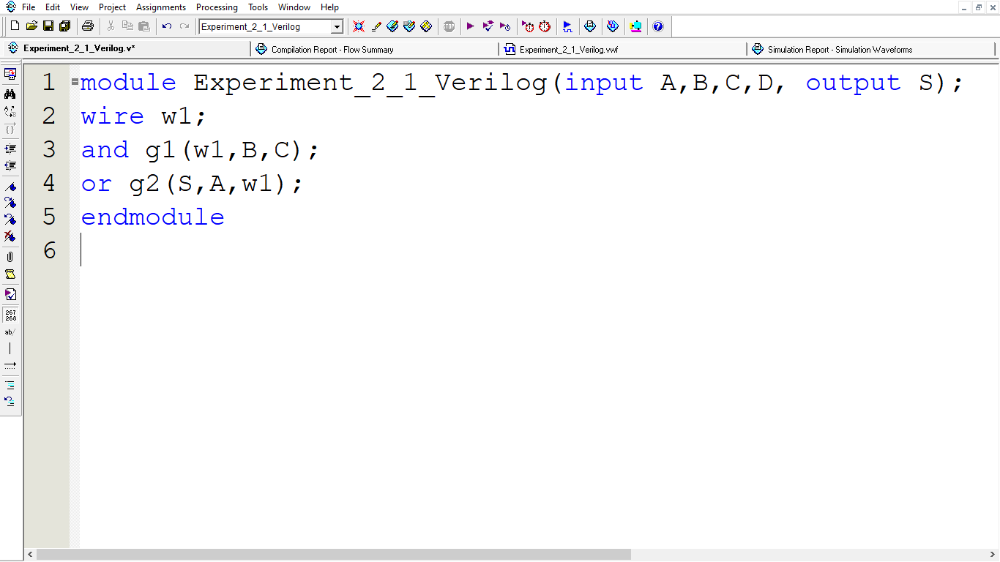 File Edit View Project Assignments Processing Tools Window Help
Experiment_2_1_Verilog
Experiment_2_1_Verilog.v* Compilation Report - Flow Summary Experiment_2_1_Verilog.vwf Simulation Report - Simulation Waveforms
1 module Experiment_2_1_Verilog(input A,B,C,D, output S);
2 wire w1;
3 and g1(w1,B,C);
4 or g2(S,A,w1);
5 endmodule
6
267
268
ab/